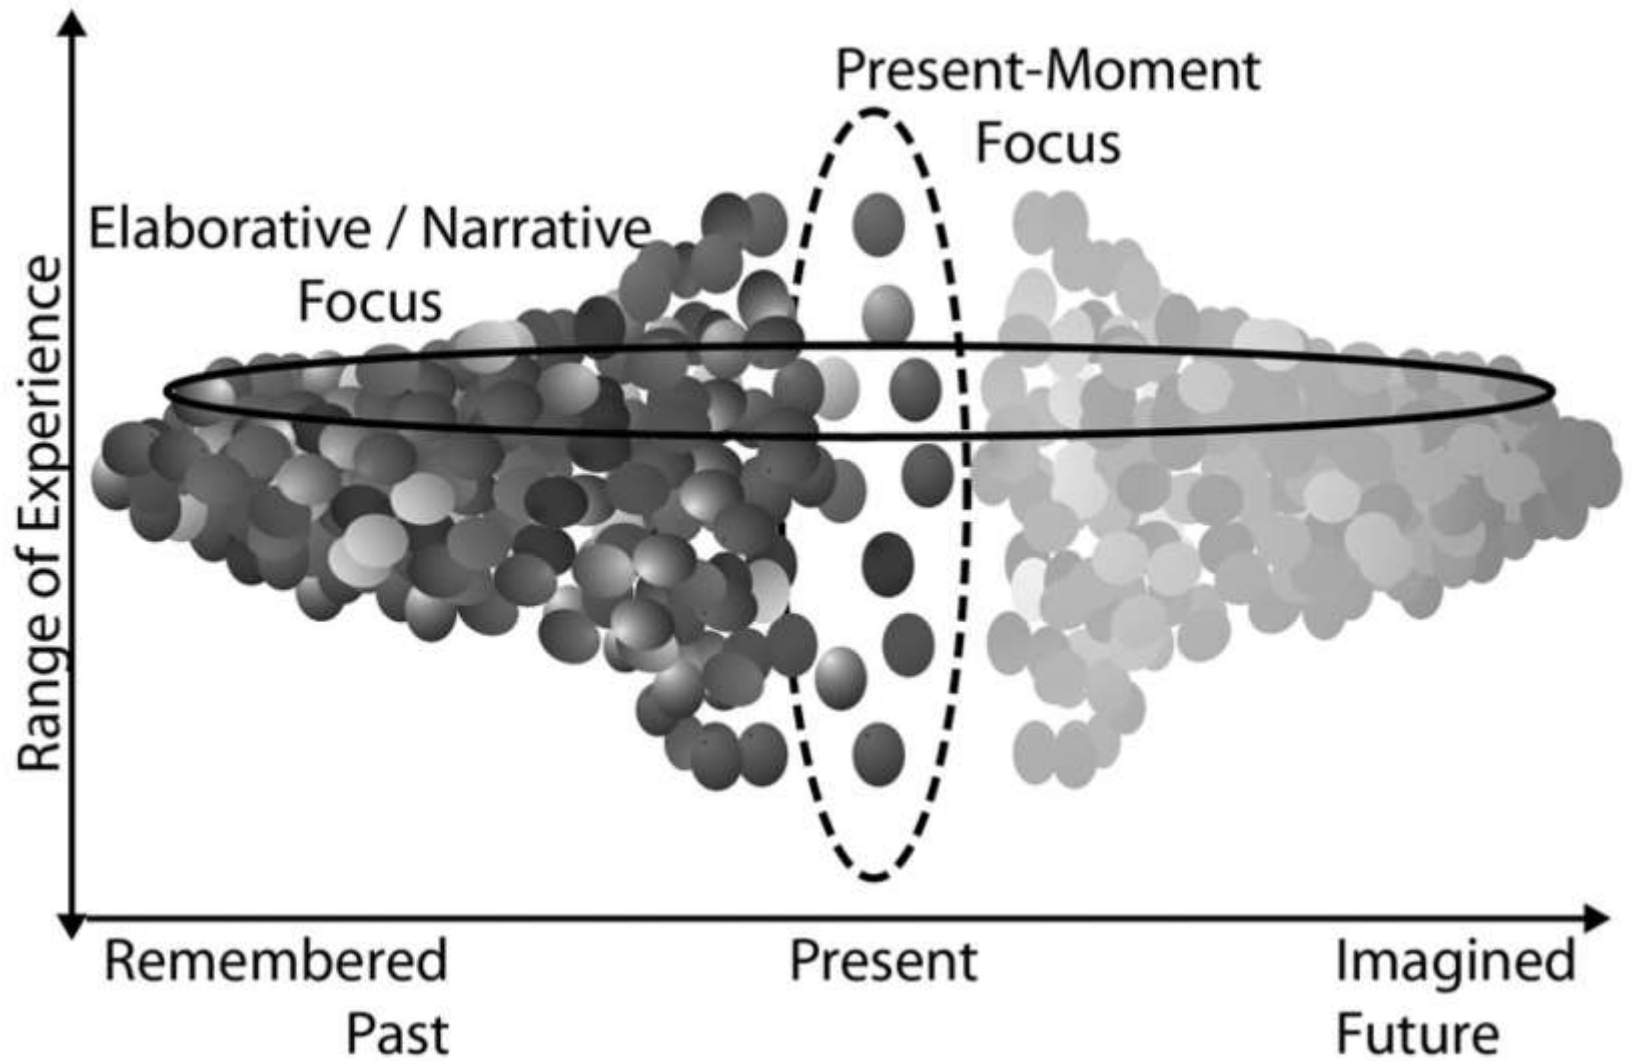 Present-Moment
Focus
Elaborative / Narrative
Focus
Range of Experience
Remembered
Past
Present
Imagined
Future